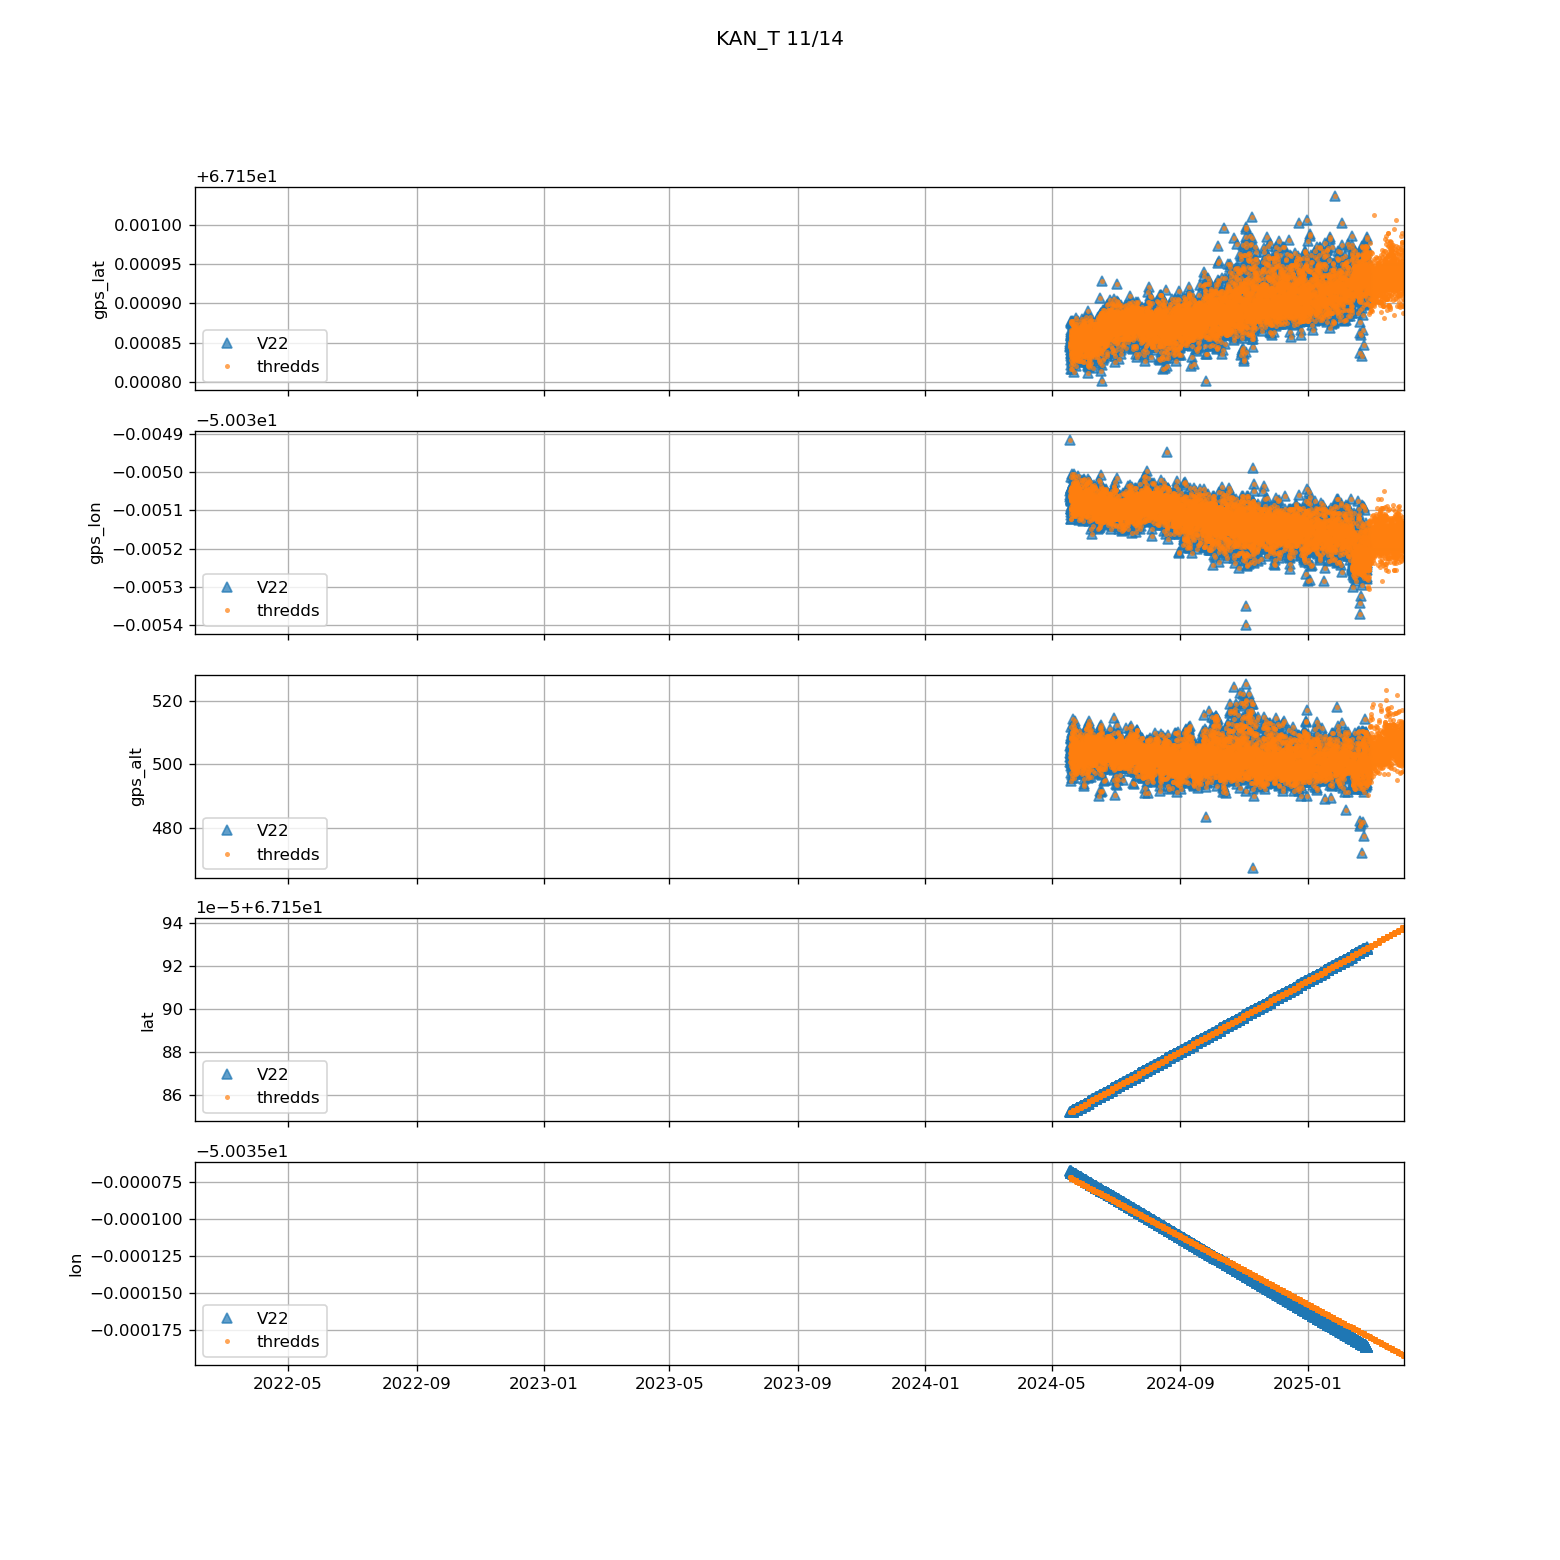 KAN_T 11/14
+6.715e1
0.00100
0.00095
0.00090
0.00085
0.00080
gps_lat
V22
thredds
−5.003e1
−0.0049
−0.0050
−0.0051
−0.0052
−0.0053
−0.0054
gps_lon
V22
thredds
520
500
480
gps_alt
V22
thredds
1e−5+6.715e1
94
92
90
88
86
lat
V22
thredds
−5.0035e1
−0.000075
−0.000100
−0.000125
−0.000150
−0.000175
lon
V22
thredds
2022-05 2022-09 2023-01 2023-05 2023-09 2024-01 2024-05 2024-09 2025-01